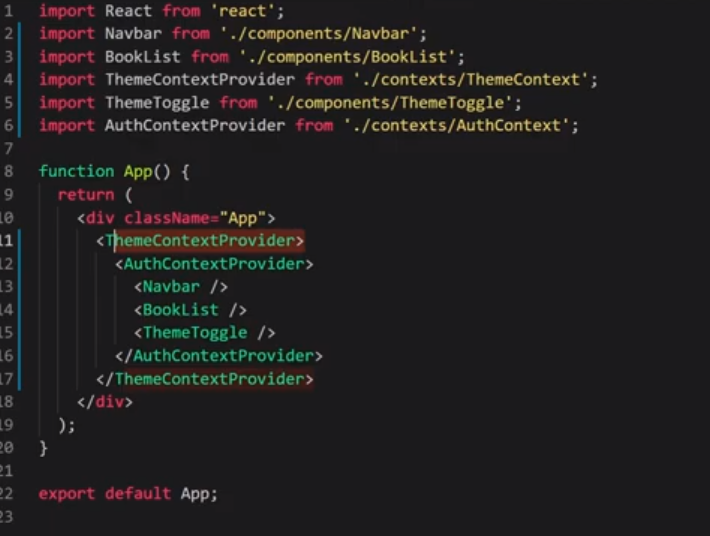 1 import React from 'react';
2 import Navbar from './components/Navbar';
3 import BookList from './components/BookList';
4 import ThemeContextProvider from './contexts/ThemeContext';
5 import ThemeToggle from './components/ThemeToggle';
6 import AuthContextProvider from './contexts/AuthContext';
7
8 function App() {
9 return (
10 <div className="App">
11 <ThemeContextProvider>
12 <AuthContextProvider>
13 <Navbar />
14 <BookList />
15 <ThemeToggle />
16 </AuthContextProvider>
17 </ThemeContextProvider>
18 </div>
19 );
20 }
21
22 export default App;
23